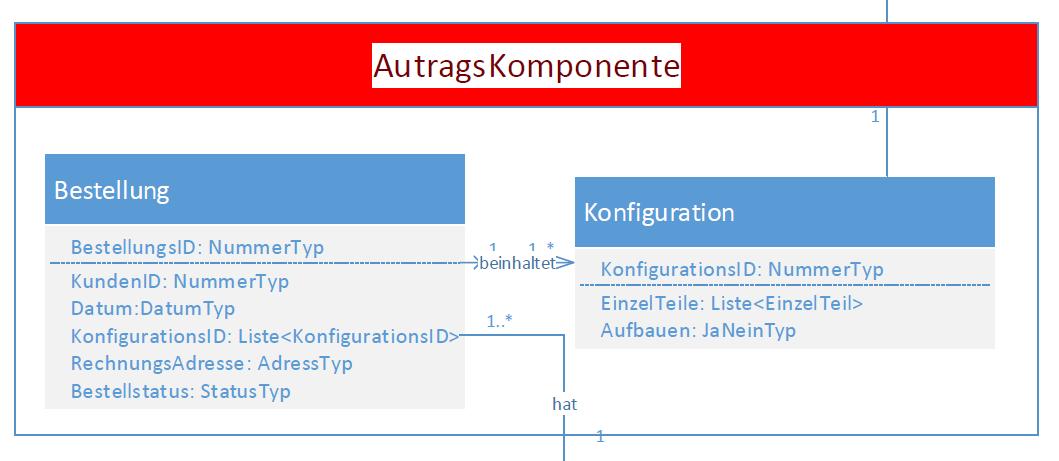 AutragsKomponente
1
Bestellung
BestellungsID: NummerTyp
KundenID: NummerTyp
Datum:DatumTyp
KonfigurationsID: Liste<KonfigurationsID>
RechnungsAdresse: AdressTyp
Bestellstatus: StatusTyp
1 1..*
beinhaltet
Konfiguration
KonfigurationsID: NummerTyp
EinzelTeile: Liste<EinzelTeil>
Aufbauen: JaNeinTyp
1..*
hat
1